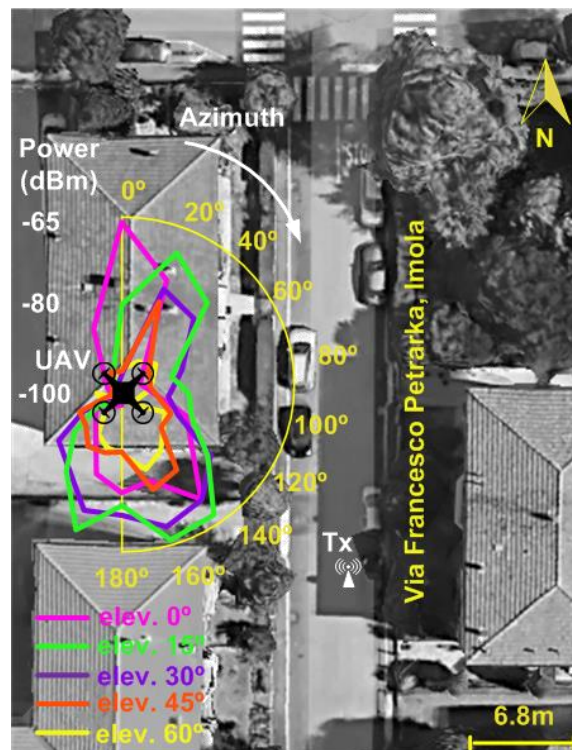 Azimuth
N
Power
(dBm)
0º
-65
20º
40º
60º
-80
UAV
80º
-100
100º
120º
140º
Tx
180º
160º
Via Francesco Petrarka, Imola
elev. 0º
elev. 15º
elev. 30º
elev. 45º
elev. 60º
6.8m